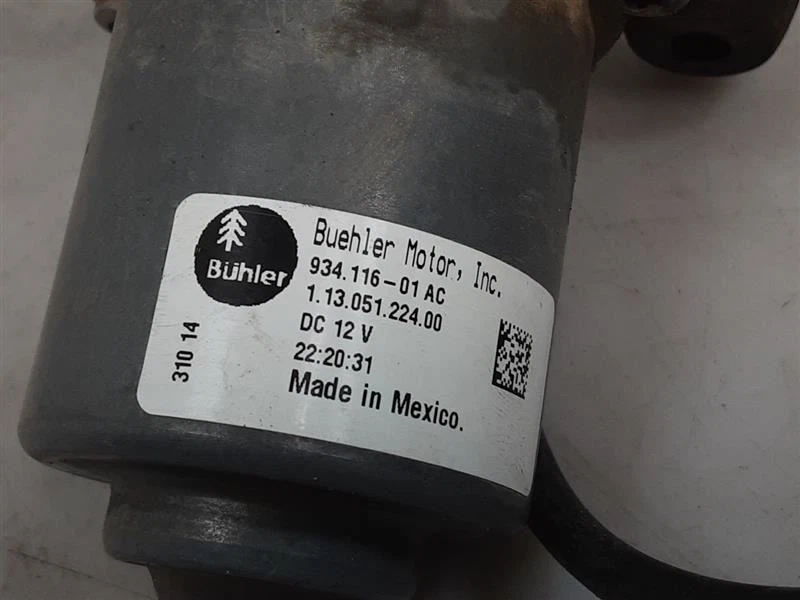 Bühler
Buehler Motor, Inc.
934.116-01 AC
1.13.051.224.00
DC 12 V
22:20:31
Made in Mexico.
310 14